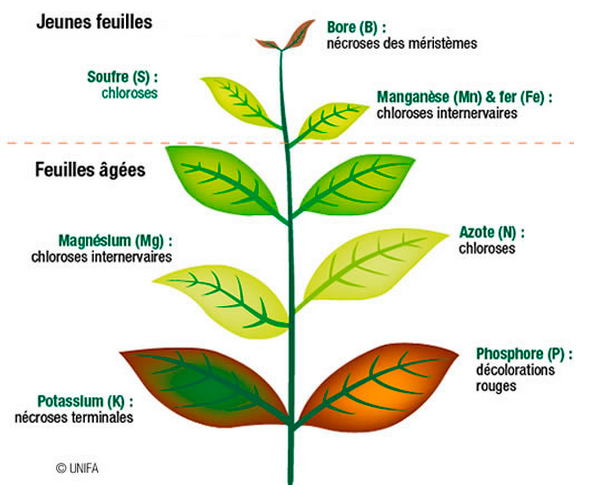 Jeunes feuilles
Bore (B) :
nécroses des méristèmes
Soufre (S) :
chloroses
Manganèse (Mn) & fer (Fe) :
chloroses internervaires
Feuilles âgées
Magnésium (Mg) :
chloroses internervaires
Azote (N) :
chloroses
Phosphore (P) :
décolorations
rouges
Potassium (K) :
nécroses terminales
© UNIFA